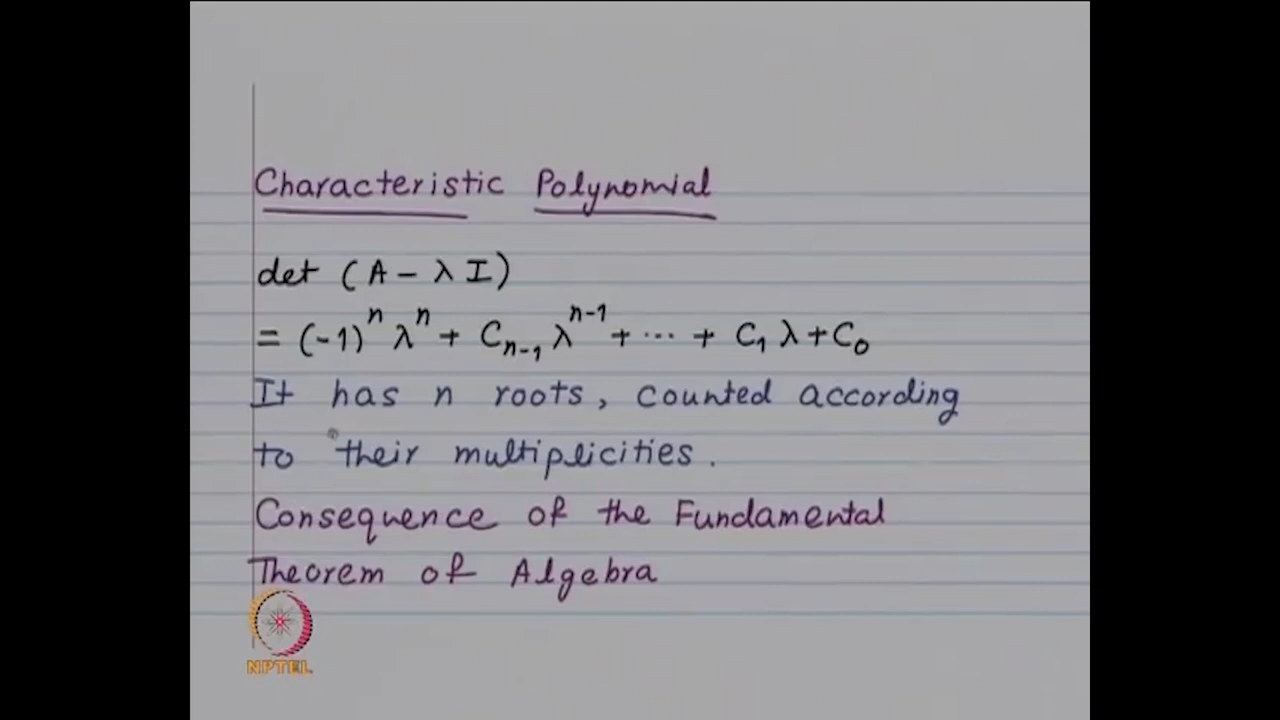 Characteristic Polynomial
det (A - λ I)
= (-1)^n λ^n + C_{n-1} λ^{n-1} + ... + C_1 λ + C_0
It has n roots, counted according
to their multiplicities.
Consequence of the Fundamental
Theorem of Algebra
NPTEL